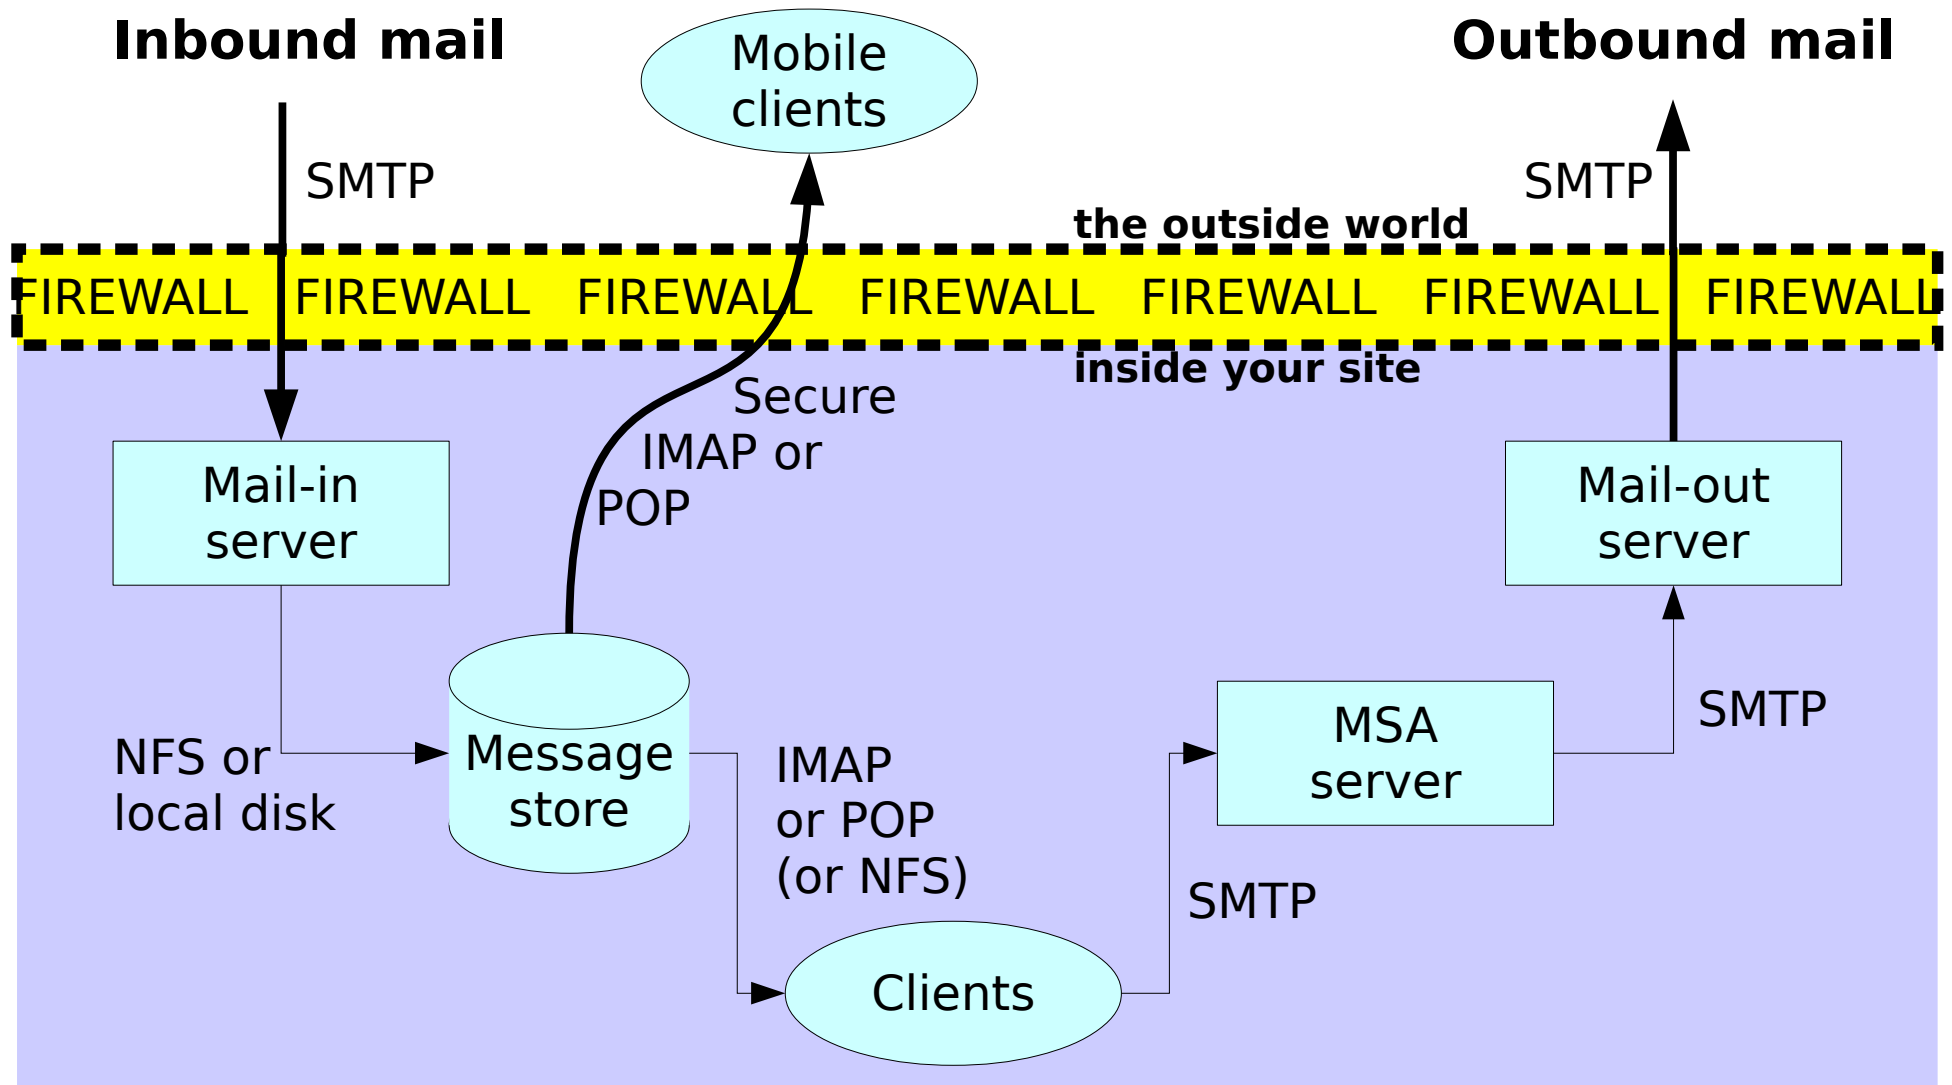 Inbound mail
Mobile
clients
Outbound mail
SMTP
SMTP
the outside world
FIREWALL FIREWALL FIREWALL FIREWALL FIREWALL FIREWALL FIREWALL
inside your site
Secure
IMAP or
POP
Mail-in
server
Mail-out
server
NFS or
local disk
Message
store
IMAP
or POP
(or NFS)
MSA
server
SMTP
SMTP
Clients